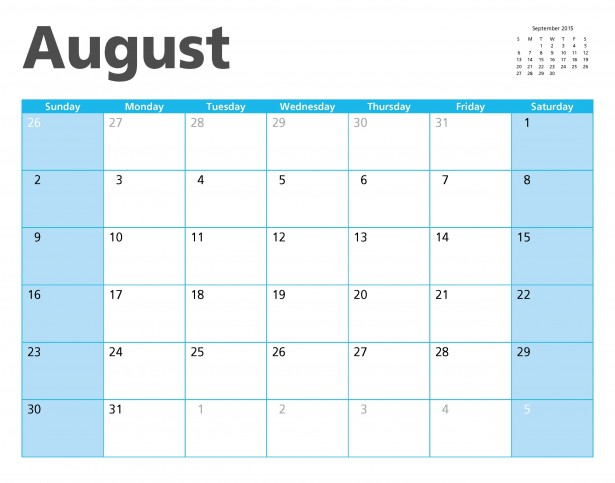 August
September 2015
S M T W T F S
1 2 3 4 5
6 7 8 9 10 11 12
13 14 15 16 17 18 19
20 21 22 23 24 25 26
27 28 29 30
Sunday Monday Tuesday Wednesday Thursday Friday Saturday
26 27 28 29 30 31 1
2 3 4 5 6 7 8
9 10 11 12 13 14 15
16 17 18 19 20 21 22
23 24 25 26 27 28 29
30 31 1 2 3 4 5